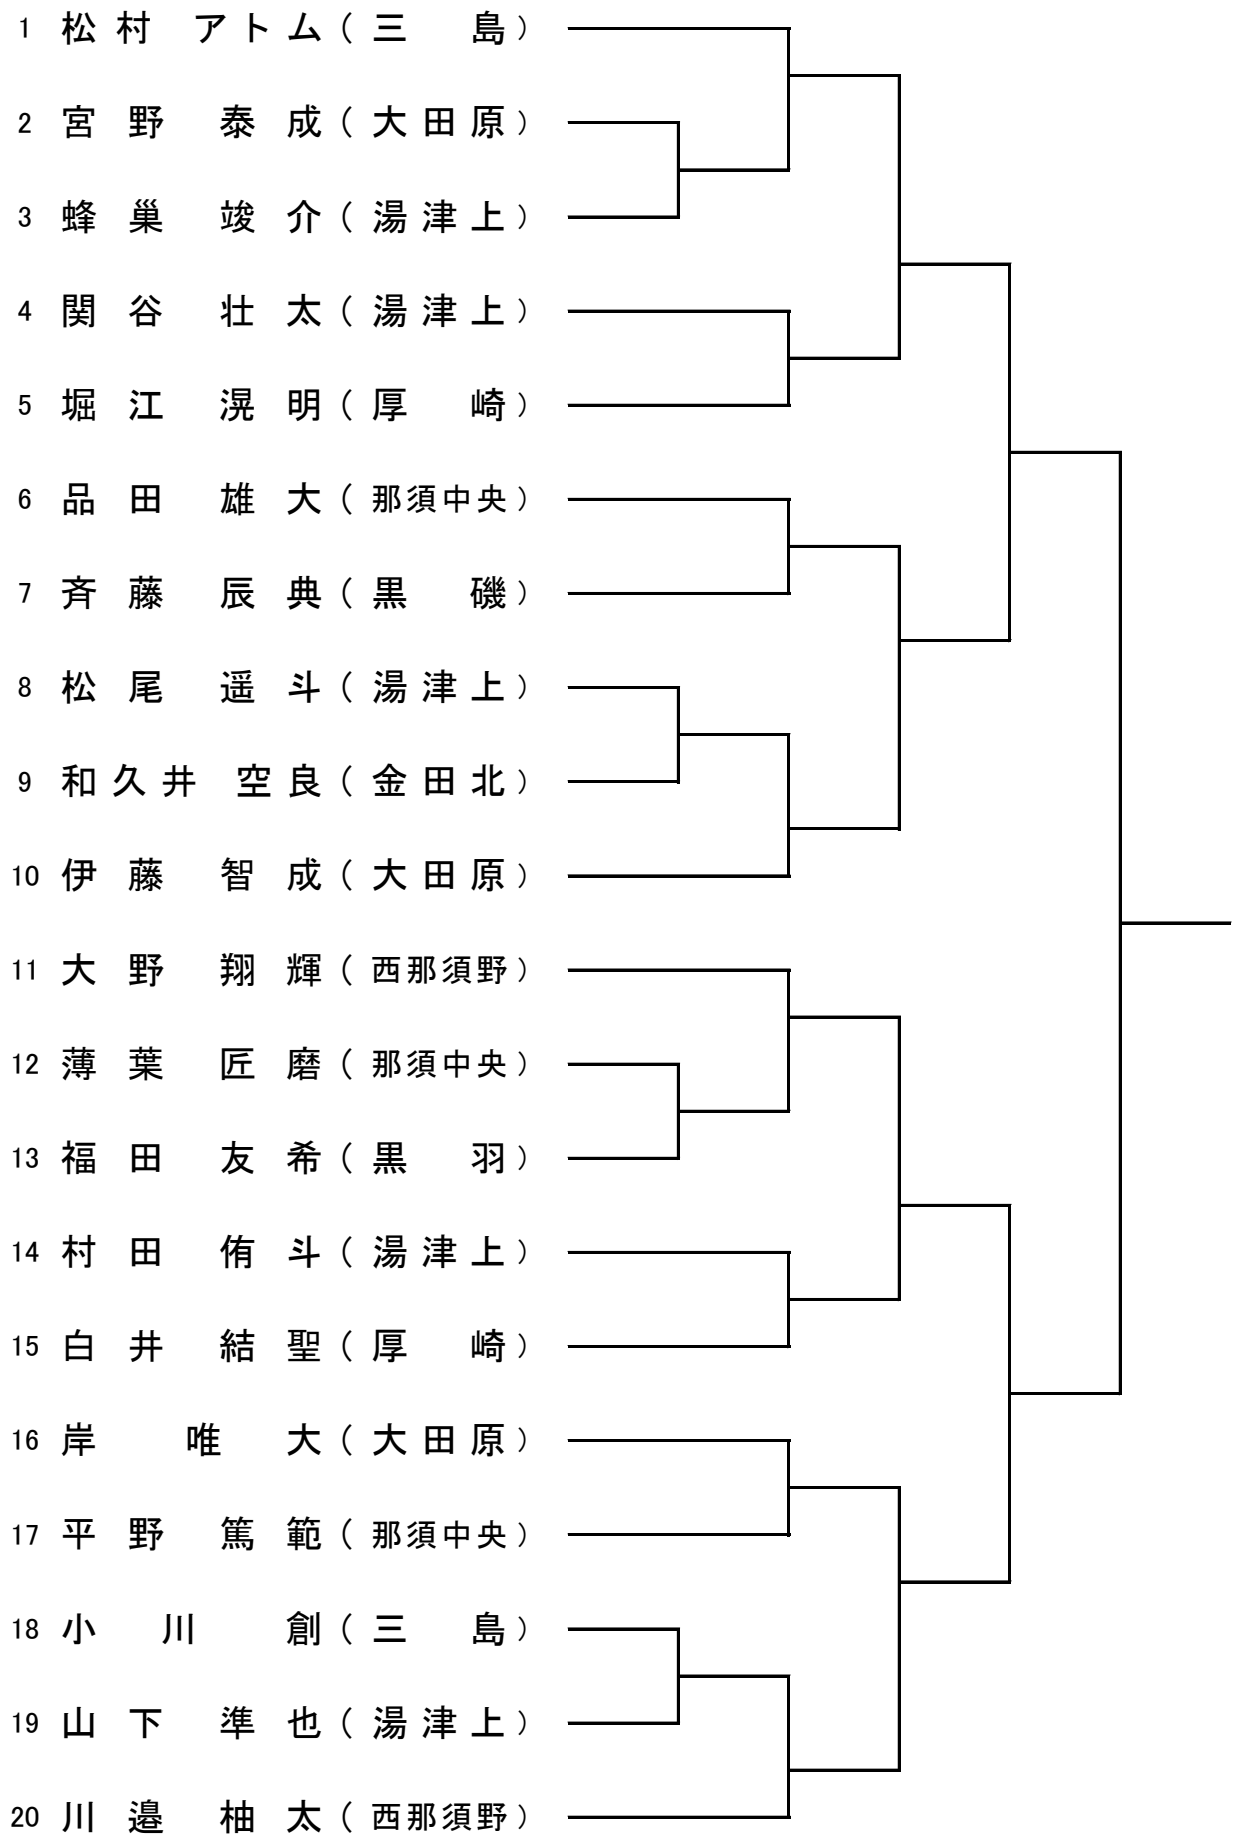 1 松村 アトム（三島）
2 宮野 泰成（大田原）
3 蜂巣 竣介（湯津上）
4 関谷 壮太（湯津上）
5 堀江 滉明（厚崎）
6 品田 雄大（那須中央）
7 斉藤 辰典（黒磯）
8 松尾 遥斗（湯津上）
9 和久井 空良（金田北）
10 伊藤 智成（大田原）
11 大野 翔輝（西那須野）
12 薄葉 匠磨（那須中央）
13 福田 友希（黒羽）
14 村田 侑斗（湯津上）
15 白井 結聖（厚崎）
16 岸 唯大（大田原）
17 平野 篤範（那須中央）
18 小川 創（三島）
19 山下 準也（湯津上）
20 川邉 柚太（西那須野）